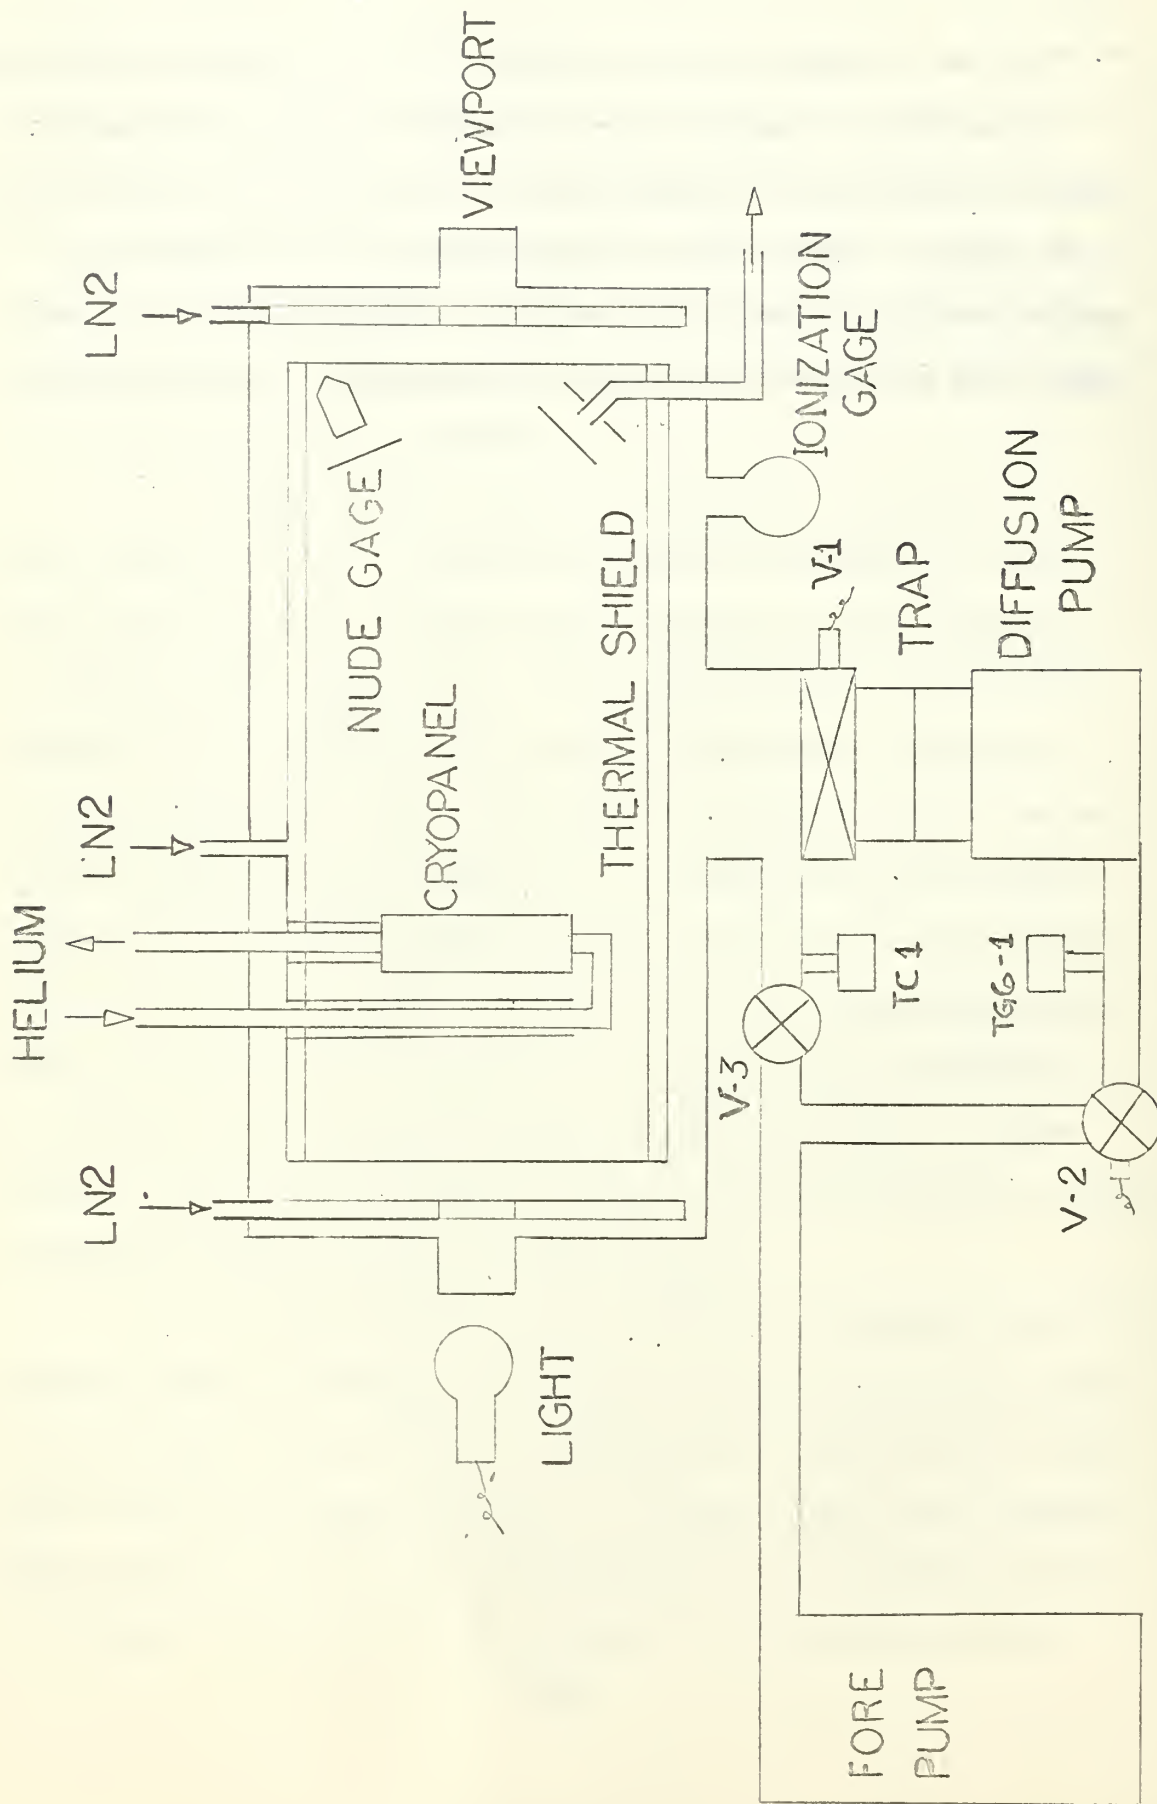 HELIUM
LN2
LN2
LN2
VIEWPORT
NUDE GAGE
CRYOPANEL
THERMAL SHIELD
LIGHT
IONIZATION
GAGE
V-1
TRAP
DIFFUSION
PUMP
V-3
TC 1
TGG-1
V-2
FORE
PUMP